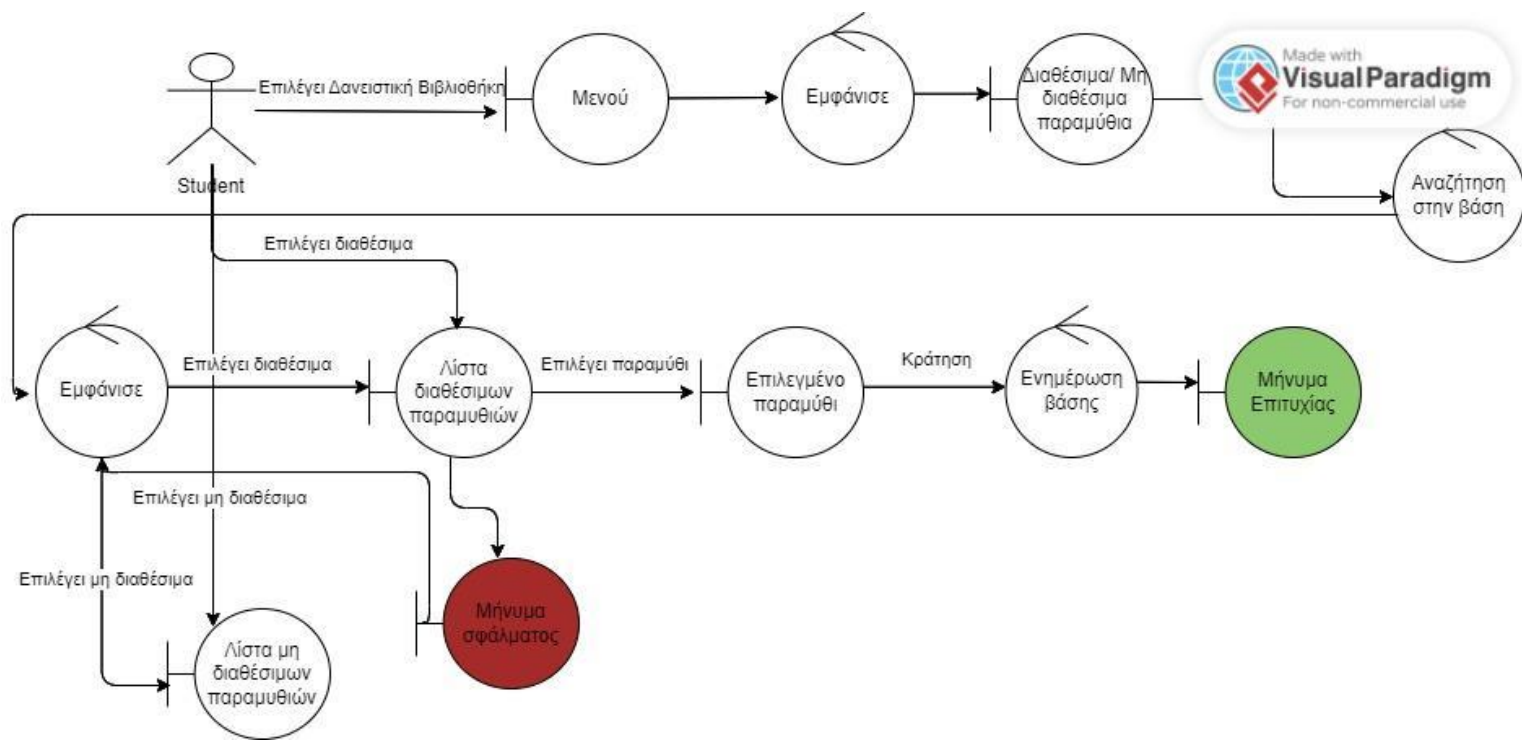 Made with
Visual Paradigm
For non-commercial use
Επιλέγει Δανειστική Βιβλιοθήκη
Μενού
Εμφάνισε
Διαθέσιμα/ Μη
διαθέσιμα
παραμύθια
Student
Αναζήτηση
στην βάση
Επιλέγει διαθέσιμα
Εμφάνισε
Επιλέγει διαθέσιμα
Λίστα
διαθέσιμων
παραμυθιών
Επιλέγει παραμύθι
Επιλεγμένο
παραμύθι
Κράτηση
Ενημέρωση
βάσης
Μήνυμα
Επιτυχίας
Επιλέγει μη διαθέσιμα
Επιλέγει μη διαθέσιμα
Μήνυμα
σφάλματος
Λίστα μη
διαθέσιμων
παραμυθιών